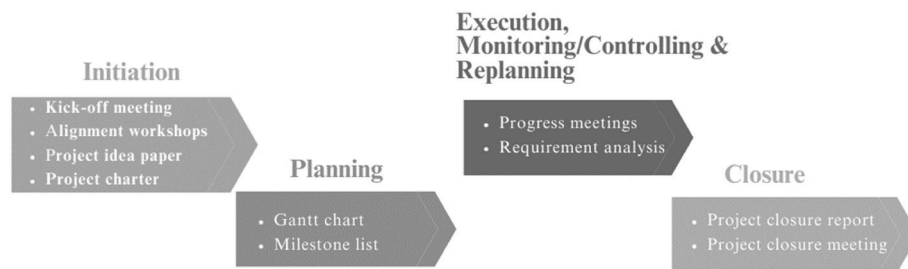 Initiation
• Kick-off meeting
• Alignment workshops
• Project idea paper
• Project charter
Planning
• Gantt chart
• Milestone list
Execution,
Monitoring/Controlling &
Replanning
• Progress meetings
• Requirement analysis
Closure
• Project closure report
• Project closure meeting